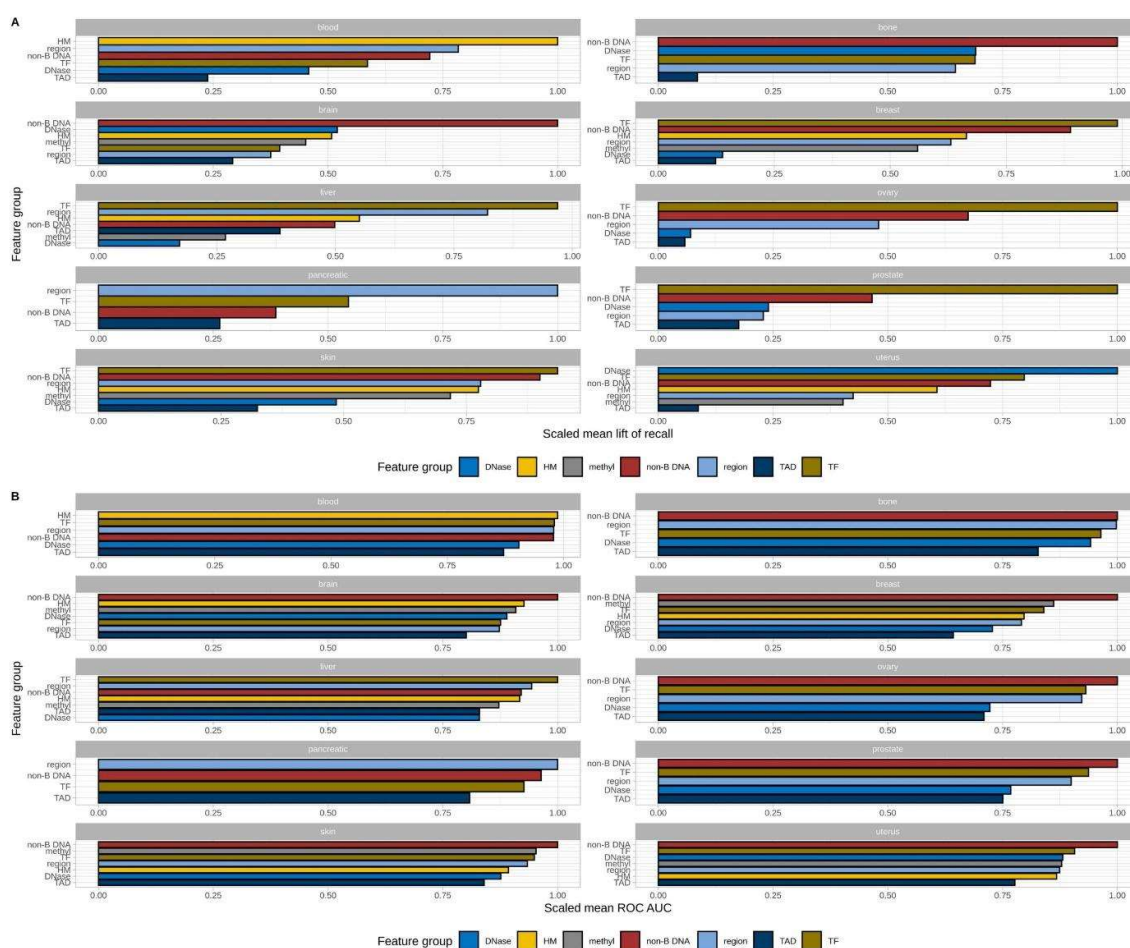 A
blood
HM
region
non-B DNA
TF
DNase
TAD
0.00 0.25 0.50 0.75 1.00
bone
non-B DNA
DNase
TF
region
TAD
0.00 0.25 0.50 0.75 1.00
brain
non-B DNA
DNase
HM
methyl
TF
region
TAD
0.00 0.25 0.50 0.75 1.00
breast
TF
non-B DNA
HM
region
methyl
DNase
TAD
0.00 0.25 0.50 0.75 1.00
liver
TF
region
HM
non-B DNA
TAD
methyl
DNase
0.00 0.25 0.50 0.75 1.00
ovary
TF
non-B DNA
region
DNase
TAD
0.00 0.25 0.50 0.75 1.00
pancreatic
region
TF
non-B DNA
TAD
0.00 0.25 0.50 0.75 1.00
prostate
TF
non-B DNA
DNase
region
TAD
0.00 0.25 0.50 0.75 1.00
skin
TF
non-B DNA
region
HM
methyl
DNase
TAD
0.00 0.25 0.50 0.75
uterus
DNase
TF
non-B DNA
HM
region
methyl
TAD
0.00 0.25 0.50 0.75 1.00
Feature group
Scaled mean lift of recall
Feature group DNase HM methyl non-B DNA region TAD TF
B
blood
HM
TF
region
non-B DNA
DNase
TAD
0.00 0.25 0.50 0.75 1.00
bone
non-B DNA
region
TF
DNase
TAD
0.00 0.25 0.50 0.75 1.00
brain
non-B DNA
HM
methyl
DNase
TF
region
TAD
0.00 0.25 0.50 0.75 1.00
breast
non-B DNA
methyl
TF
HM
region
DNase
TAD
0.00 0.25 0.50 0.75 1.00
liver
TF
region
non-B DNA
HM
methyl
TAD
DNase
0.00 0.25 0.50 0.75 1.00
ovary
non-B DNA
TF
region
DNase
TAD
0.00 0.25 0.50 0.75 1.00
pancreatic
region
non-B DNA
TF
TAD
0.00 0.25 0.50 0.75 1.00
prostate
non-B DNA
TF
region
DNase
TAD
0.00 0.25 0.50 0.75 1.00
skin
non-B DNA
methyl
TF
region
HM
DNase
TAD
0.00 0.25 0.50 0.75 1.00
uterus
non-B DNA
TF
DNase
methyl
region
HM
TAD
0.00 0.25 0.50 0.75 1.00
Feature group
Scaled mean ROC AUC
Feature group DNase HM methyl non-B DNA region TAD TF